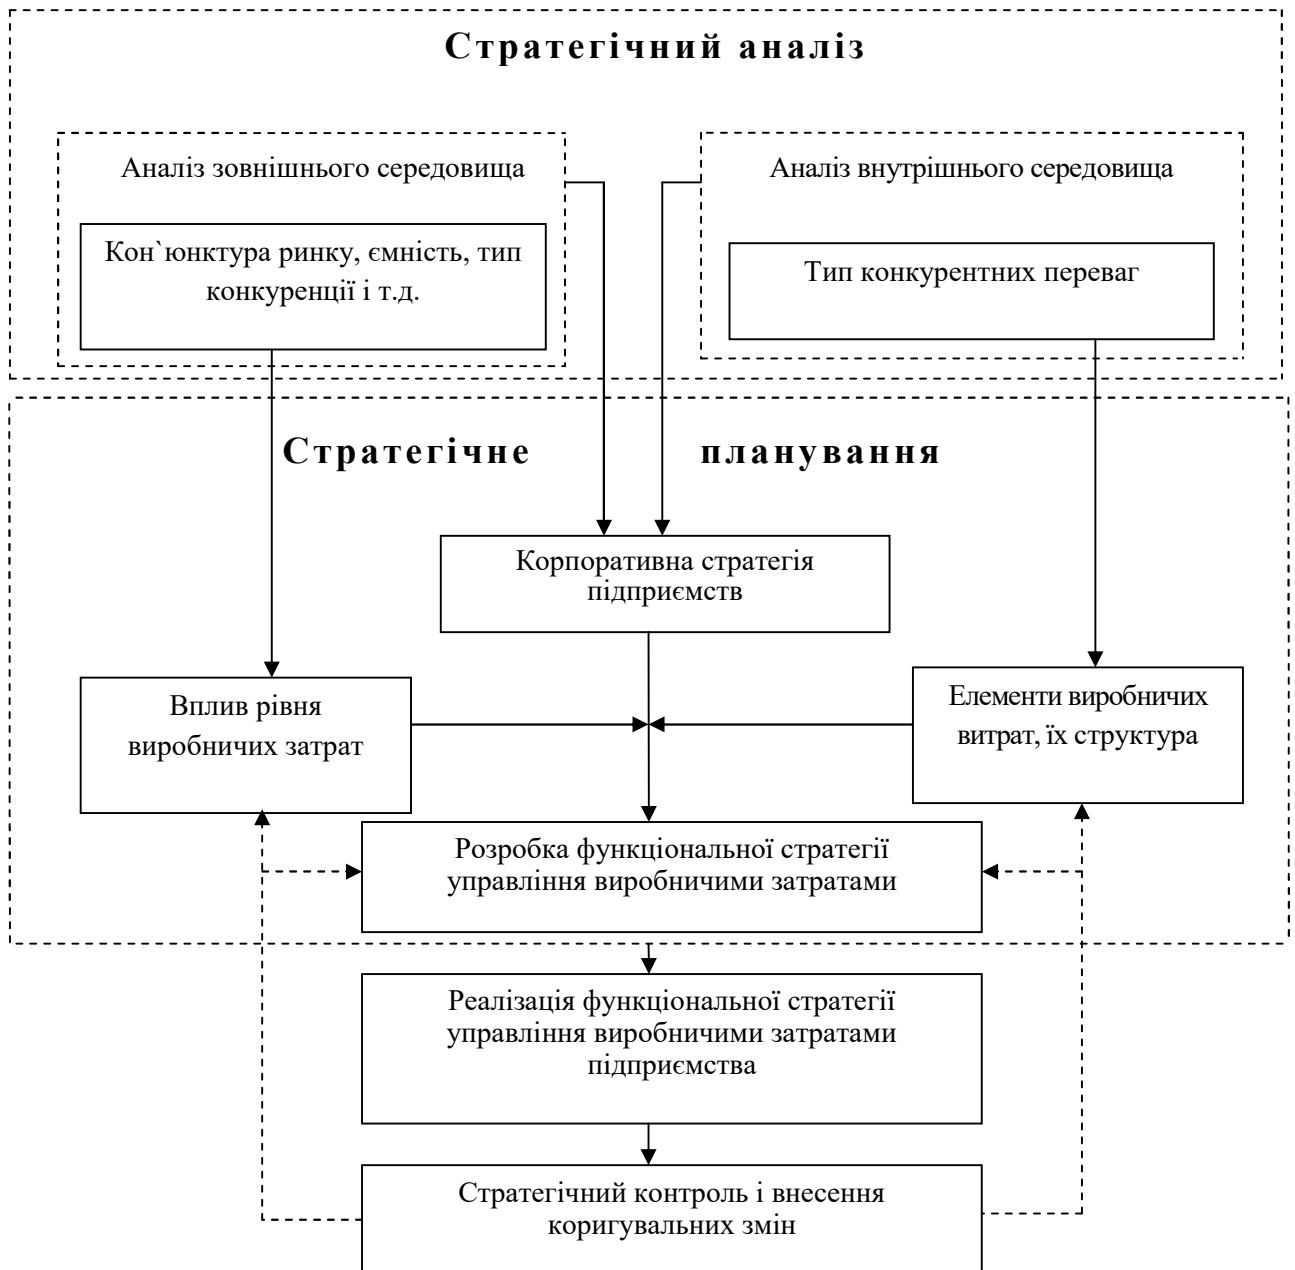 Стратегічний аналіз
Аналіз зовнішнього середовища
Аналіз внутрішнього середовища
Кон`юнктура ринку, ємність, тип
конкуренції і т.д.
Тип конкурентних переваг
Стратегічне планування
Корпоративна стратегія
підприємств
Вплив рівня
виробничих затрат
Елементи виробничих
витрат, їх структура
Розробка функціональної стратегії
управління виробничими затратами
Реалізація функціональної стратегії
управління виробничими затратами
підприємства
Стратегічний контроль і внесення
коригувальних змін